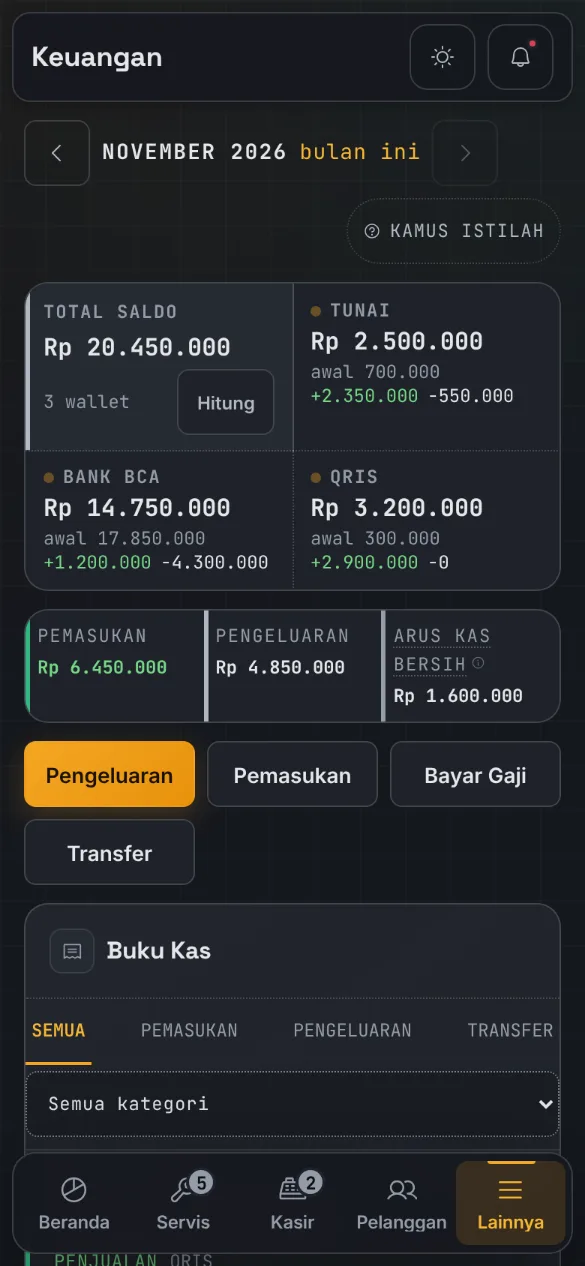 Keuangan
NOVEMBER 2026 bulan ini
KAMUS ISTILAH
TOTAL SALDO
Rp 20.450.000
3 wallet
Hitung
TUNAI
Rp 2.500.000
awal 700.000
+2.350.000 -550.000
BANK BCA
Rp 14.750.000
awal 17.850.000
+1.200.000 -4.300.000
QRIS
Rp 3.200.000
awal 300.000
+2.900.000 -0
PEMASUKAN
Rp 6.450.000
PENGELUARAN
Rp 4.850.000
ARUS KAS
BERSIH
Rp 1.600.000
Pengeluaran
Pemasukan
Bayar Gaji
Transfer
Buku Kas
SEMUA
PEMASUKAN
PENGELUARAN
TRANSFER
Semua kategori
5
2
Beranda
Servis
Kasir
Pelanggan
Lainnya
PENJUALAN QRIS